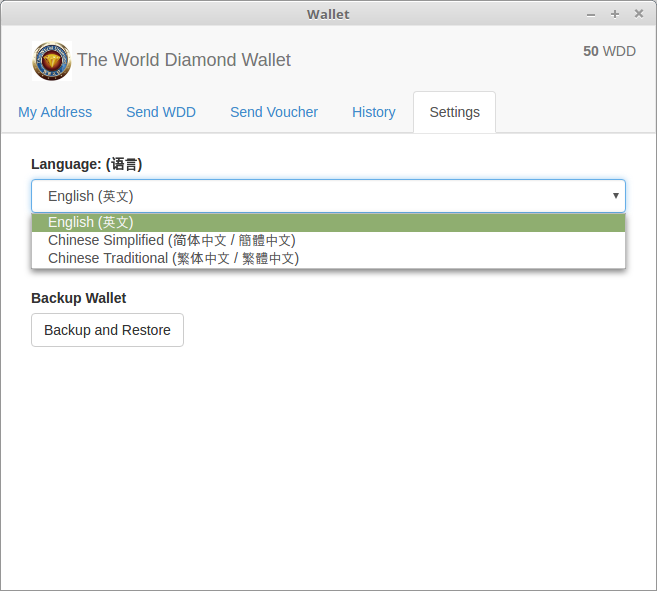 Wallet
The World Diamond Wallet
50 WDD
My Address Send WDD Send Voucher History Settings
Language: (语言)
English (英文)
English (英文)
Chinese Simplified (简体中文 / 簡體中文)
Chinese Traditional (繁体中文 / 繁體中文)
Backup Wallet
Backup and Restore